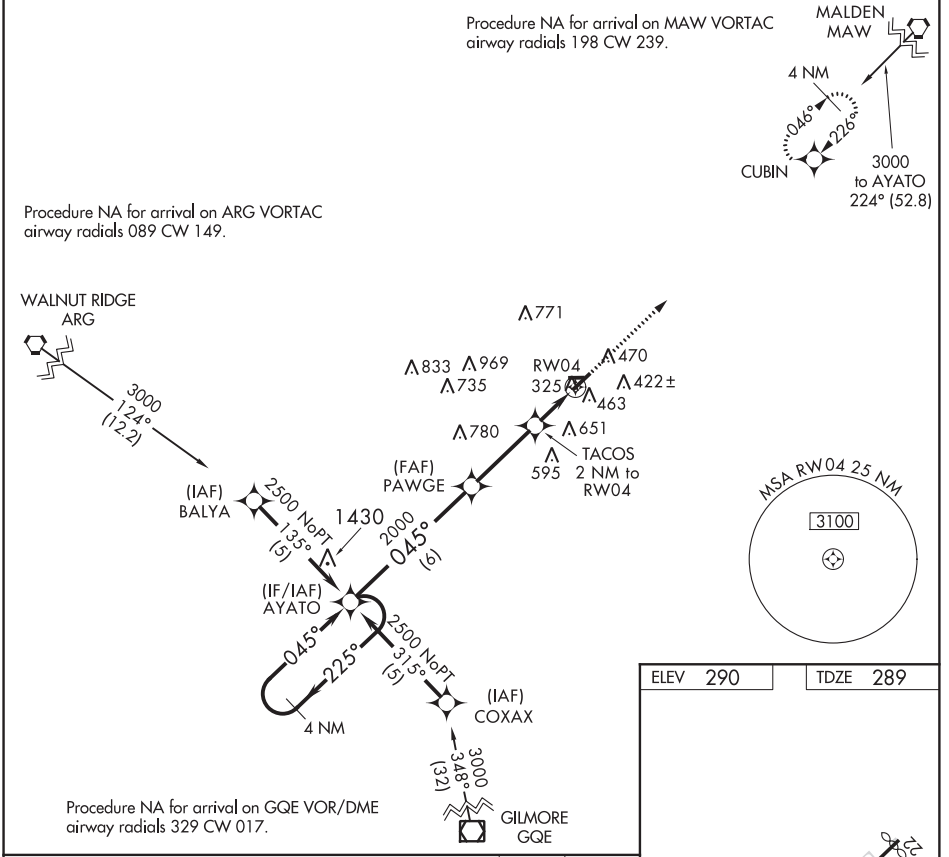 Procedure NA for arrival on MAW VORTAC
airway radials 198 CW 239.
MALDEN
MAW
4 NM
046°
226°
CUBIN
3000
to AYATO
224° (52.8)
Procedure NA for arrival on ARG VORTAC
airway radials 089 CW 149.
WALNUT RIDGE
ARG
3000
124°
(12.2)
771
833
969
735
RW04
325
470
422±
463
780
651
595
TACOS
2 NM to
RW04
(FAF)
PAWGE
(IAF)
BALYA
2500 NoPT
135°
(5)
1430
2000
045°
(6)
MSA RW04 25 NM
3100
(IF/IAF)
AYATO
045°
225°
4 NM
2500 NoPT
315°
(5)
(IAF)
COXAX
3000
348°
(32)
GILMORE
GQE
Procedure NA for arrival on GQE VOR/DME
airway radials 329 CW 017.
ELEV 290
TDZE 289
22